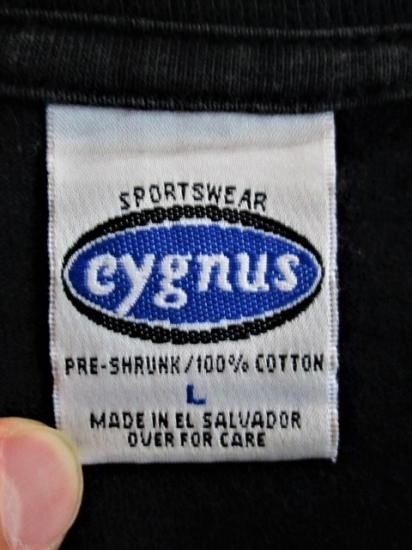 SPORTSWEAR
cygnus
PRE-SHRUNK/100% COTTON
L
MADE IN EL SALVADOR
OVER FOR CARE